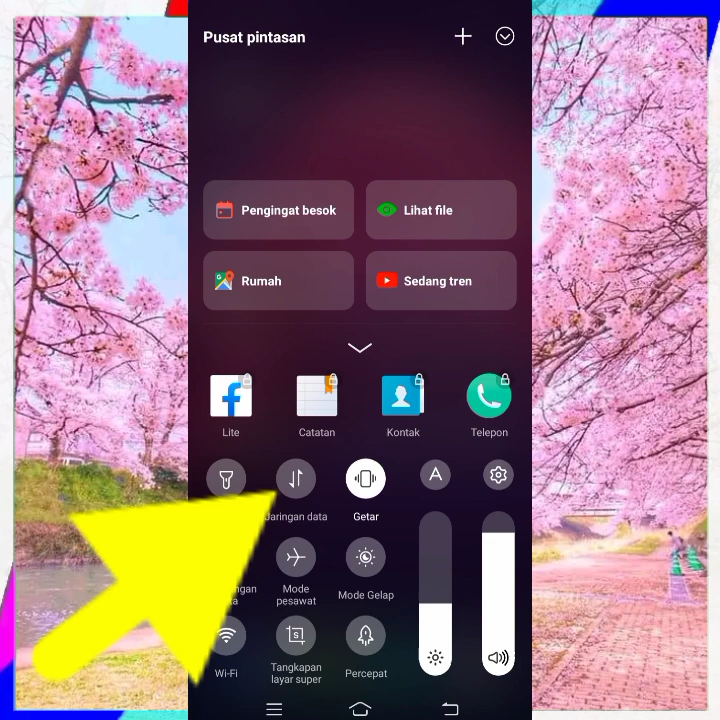 Pusat pintasan
Pengingat besok
Lihat file
Rumah
Sedang tren
Lite
Catatan
Kontak
Telepon
A
Jaringan data
Getar
Mode
pesawat
Mode Gelap
Wi-Fi
S
Tangkapan
layar super
Percepat